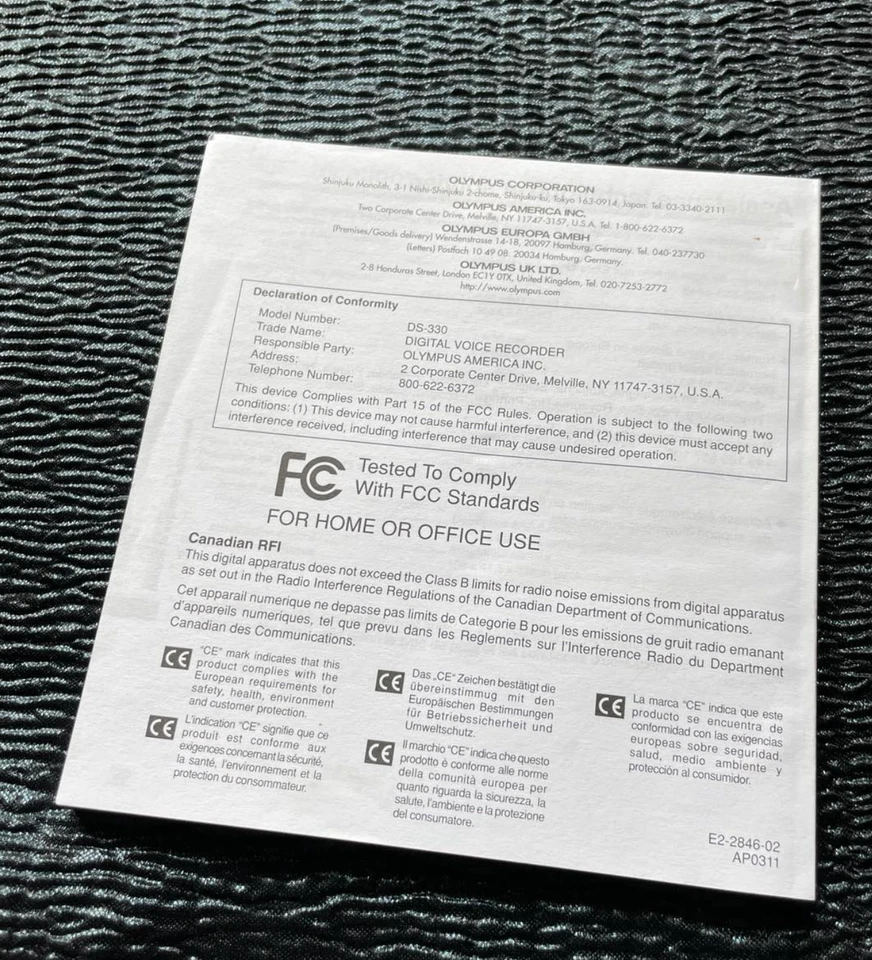 OLYMPUS CORPORATION
Shinjuku Monolith, 3-1 Nishi-Shinjuku 2-chome, Shinjuku-ku, Tokyo 163-0914, Japan. Tel. 03-3340-2111
OLYMPUS AMERICA INC.
Two Corporate Center Drive, Melville, NY 11747-3157, U.S.A. Tel. 1-800-622-6372
OLYMPUS EUROPA GMBH
(Premises/Goods delivery) Wendenstrasse 14-18, 20097 Hamburg, Germany. Tel. 040-237730
(Letters) Postfach 10 49 08. 20034 Hamburg. Germany.
OLYMPUS UK LTD.
2-8 Honduras Street, London EC1Y 0TX, United Kingdom, Tel. 020-7253-2772
http://www.olympus.com
Declaration of Conformity
Model Number: DS-330
Trade Name: DIGITAL VOICE RECORDER
Responsible Party: OLYMPUS AMERICA INC.
Address: 2 Corporate Center Drive, Melville, NY 11747-3157, U.S.A.
Telephone Number: 800-622-6372
This device Complies with Part 15 of the FCC Rules. Operation is subject to the following two
conditions: (1) This device may not cause harmful interference, and (2) this device must accept any
interference received, including interference that may cause undesired operation.
FC Tested To Comply
With FCC Standards
FOR HOME OR OFFICE USE
Canadian RFI
This digital apparatus does not exceed the Class B limits for radio noise emissions from digital apparatus
as set out in the Radio Interference Regulations of the Canadian Department of Communications.
Cet apparail numerique ne depasse pas limits de Categorie B pour les emissions de gruit radio emanant
d'appareils numeriques, tel que prevu dans les Reglements sur l'Interference Radio du Department
Canadian des Communications.
CE "CE" mark indicates that this
product complies with the
European requirements for
safety, health, environment
and customer protection.
CE L'indication "CE" signifie que ce
produit est conforme aux
exigences concernant la sécurité,
la santé, l'environnement et la
protection du consommateur.
CE Das „CE" Zeichen bestätigt die
übereinstimmug mit den
Europäischen Bestimmungen
für Betriebssicherheit und
Umweltschutz.
CE Il marchio "CE" indica che questo
prodotto è conforme alle norme
della comunità europea per
quanto riguarda la sicurezza, la
salute, l'ambiente e la protezione
del consumatore.
CE La marca "CE" indica que este
producto se encuentra de
conformidad con las exigencias
europeas sobre seguridad,
salud, medio ambiente y
protección al consumidor.
E2-2846-02
AP0311